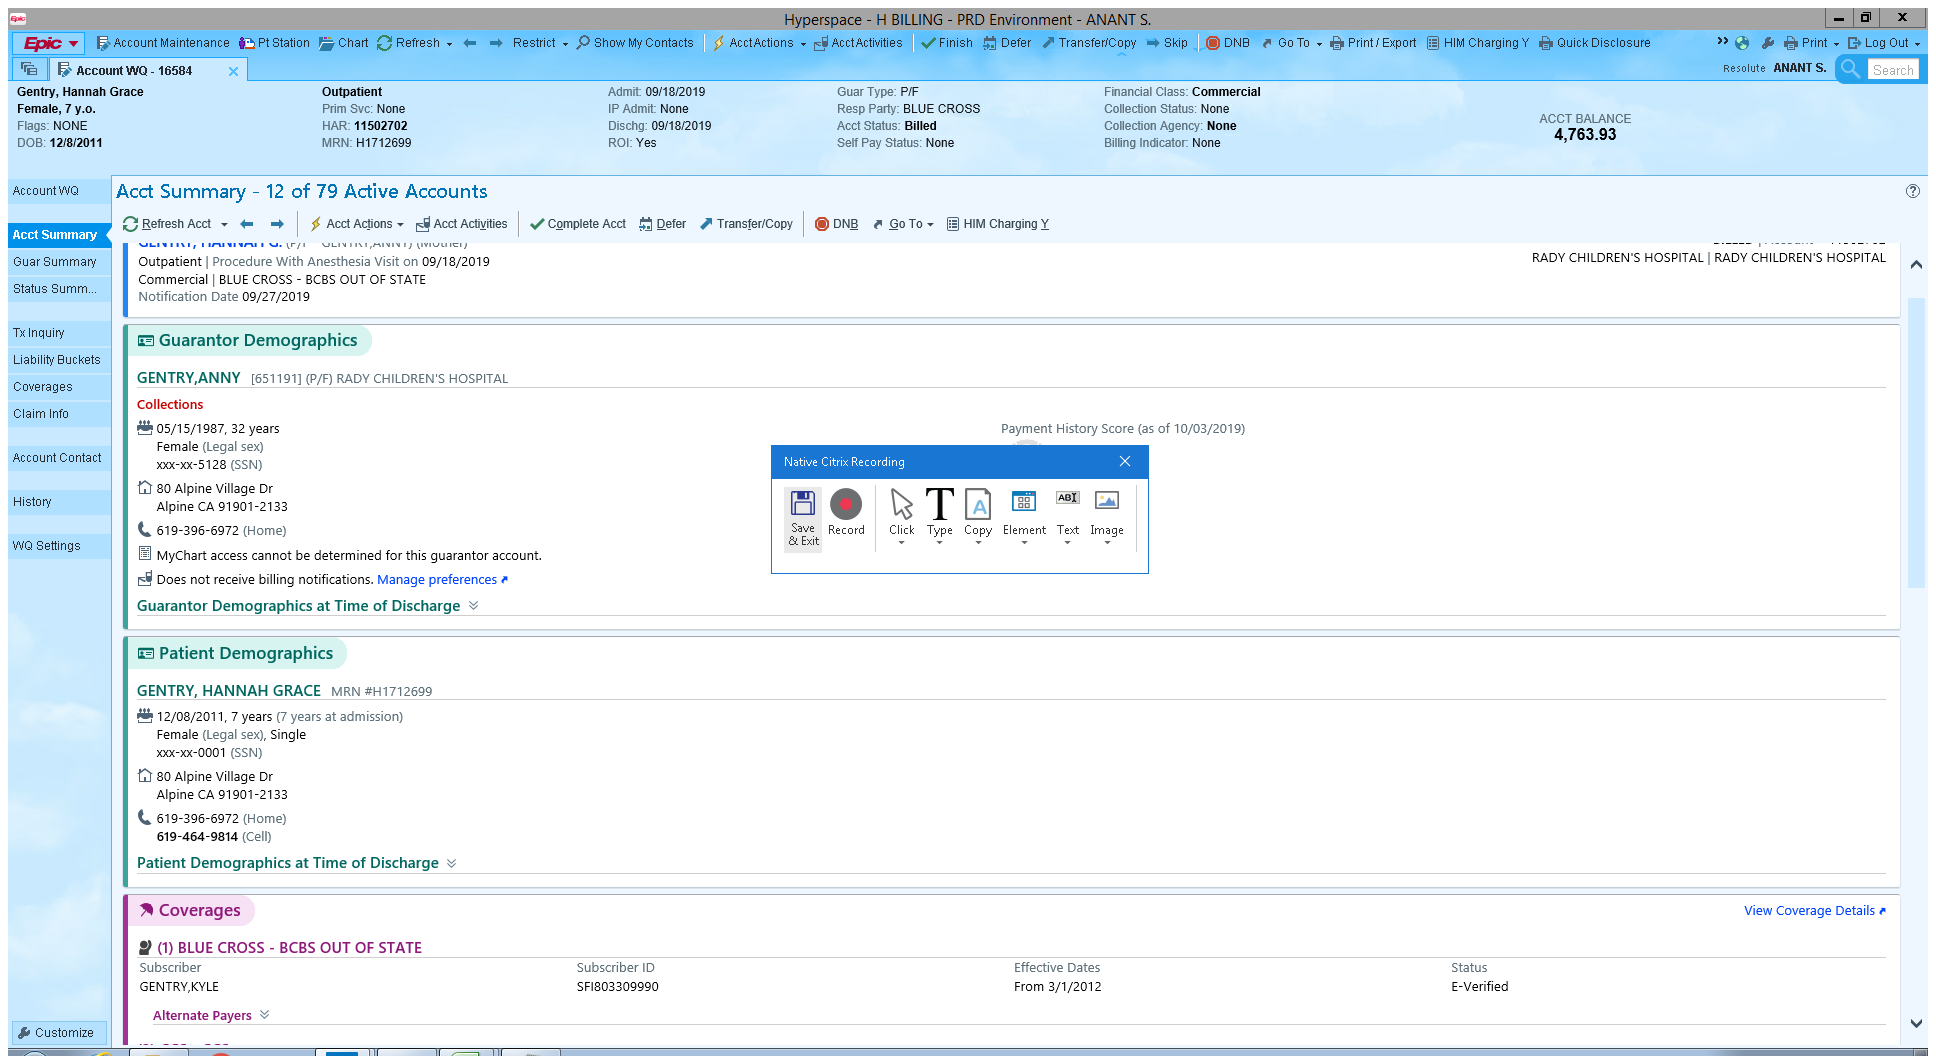 Epic
Hyperspace - H BILLING - PRD Environment - ANANT S.
Epic Account Maintenance Pt Station Chart Refresh Restrict Show My Contacts AcctActions AcctActivities Finish Defer Transfer/Copy Skip DNB Go To Print / Export HIM Charging Y Quick Disclosure Print Log Out
Account WQ - 16584
Resolute ANANT S. Search
Gentry, Hannah Grace
Female, 7 y.o.
Flags: NONE
DOB: 12/8/2011
Outpatient
Prim Svc: None
HAR: 11502702
MRN: H1712699
Admit: 09/18/2019
IP Admit: None
Dischg: 09/18/2019
ROI: Yes
Guar Type: P/F
Resp Party: BLUE CROSS
Acct Status: Billed
Self Pay Status: None
Financial Class: Commercial
Collection Status: None
Collection Agency: None
Billing Indicator: None
ACCT BALANCE
4,763.93
Account WQ
Acct Summary
Guar Summary
Status Summ...
Tx Inquiry
Liability Buckets
Coverages
Claim Info
Account Contact
History
WQ Settings
Customize
Acct Summary - 12 of 79 Active Accounts
Refresh Acct Acct Actions Acct Activities Complete Acct Defer Transfer/Copy DNB Go To HIM Charging Y
GENTRY, HANNAH G. (P/F - GENTRY,ANNY) (Mother)
Outpatient | Procedure With Anesthesia Visit on 09/18/2019
RADY CHILDREN'S HOSPITAL | RADY CHILDREN'S HOSPITAL
Commercial | BLUE CROSS - BCBS OUT OF STATE
Notification Date 09/27/2019
Guarantor Demographics
GENTRY,ANNY [651191] (P/F) RADY CHILDREN'S HOSPITAL
Collections
05/15/1987, 32 years
Female (Legal sex)
xxx-xx-5128 (SSN)
80 Alpine Village Dr
Alpine CA 91901-2133
619-396-6972 (Home)
MyChart access cannot be determined for this guarantor account.
Does not receive billing notifications. Manage preferences
Payment History Score (as of 10/03/2019)
Guarantor Demographics at Time of Discharge
Native Citrix Recording
Save & Exit
Record
Click
Type
Copy
Element
Text
Image
Patient Demographics
GENTRY, HANNAH GRACE MRN #H1712699
12/08/2011, 7 years (7 years at admission)
Female (Legal sex), Single
xxx-xx-0001 (SSN)
80 Alpine Village Dr
Alpine CA 91901-2133
619-396-6972 (Home)
619-464-9814 (Cell)
Patient Demographics at Time of Discharge
Coverages
View Coverage Details
(1) BLUE CROSS - BCBS OUT OF STATE
Subscriber Subscriber ID Effective Dates Status
GENTRY,KYLE SFI803309990 From 3/1/2012 E-Verified
Alternate Payers